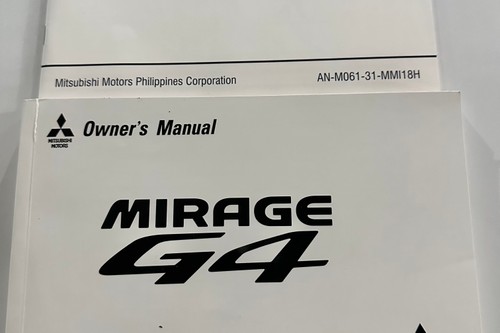 Mitsubishi Motors Philippines Corporation AN-M061-31-MMI18H
MITSUBISHI
MOTORS
Owner's Manual
MIRAGE
G4